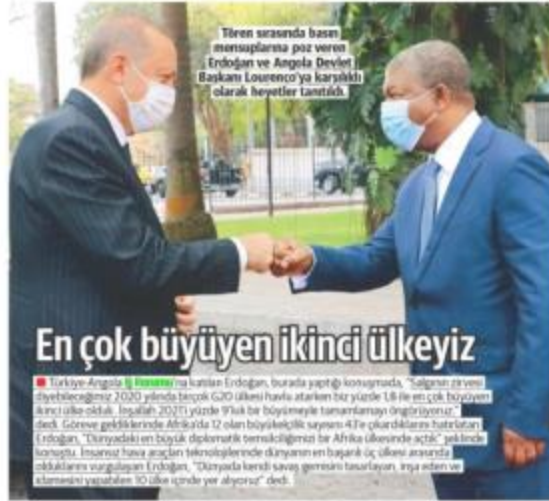 Tören sırasında basın
mensuplarına poz veren
Erdoğan ve Angola Devlet
Başkanı Lourenco'ya karşılıklı
olarak heyetler tanıtıldı.
En çok büyüyen ikinci ülkeyiz
Türkiye-Angola İş Forumu'na katılan Erdoğan, burada yaptığı konuşmada, "Salgının zirvesi
diyebileceğimiz 2020 yılında birçok G20 ülkesi havlu atarken biz yüzde 1,8 ile en çok büyüyen
ikinci ülke olduk. İnşallah 2021'i yüzde 9'luk bir büyümeyle tamamlamayı öngörüyoruz."
dedi. Göreve geldiklerinde Afrika'da 12 olan büyükelçilik sayısını 43'e çıkardıklarını hatırlatan
Erdoğan, "Dünyadaki en büyük diplomatik temsilciliğimizi bir Afrika ülkesinde açtık" şeklinde
konuştu. İnsansız hava araçları teknolojilerinde dünyanın en başarılı üç ülkesi arasında
olduklarını vurgulayan Erdoğan, "Dünyada kendi savaş gemisini tasarlayan, inşa eden ve
idamesini yapabilen 10 ülke içinde yer alıyoruz" dedi.